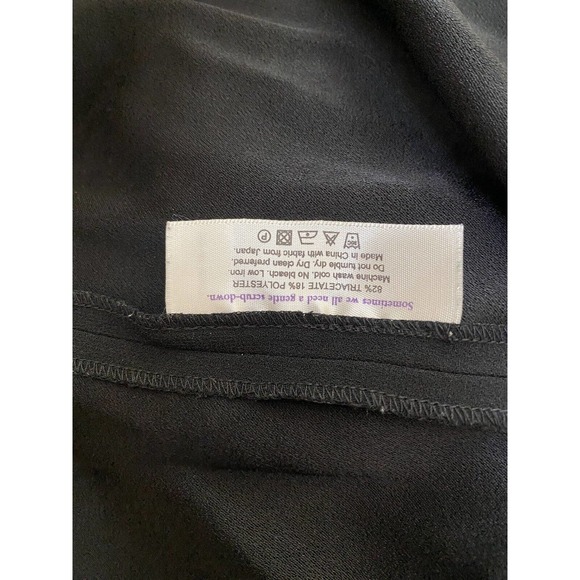 Sometimes we all need a gentle scrub-down.
82% TRIACETATE 18% POLYESTER
Machine wash cold. No bleach. Low iron
Do not tumble dry. Dry clean preferred.
Made in China with fabric from Japan.